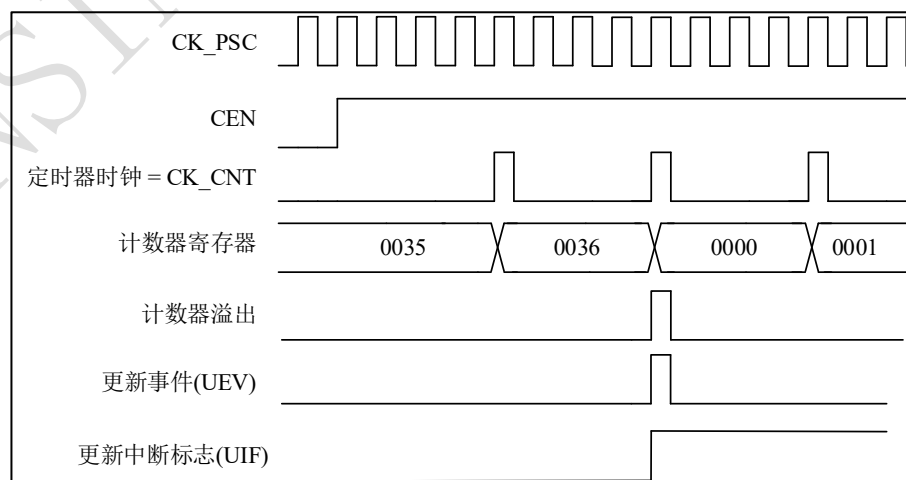 CK_PSC
CEN
定时器时钟 = CK_CNT
计数器寄存器
0035 0036 0000 0001
计数器溢出
更新事件(UEV)
更新中断标志(UIF)